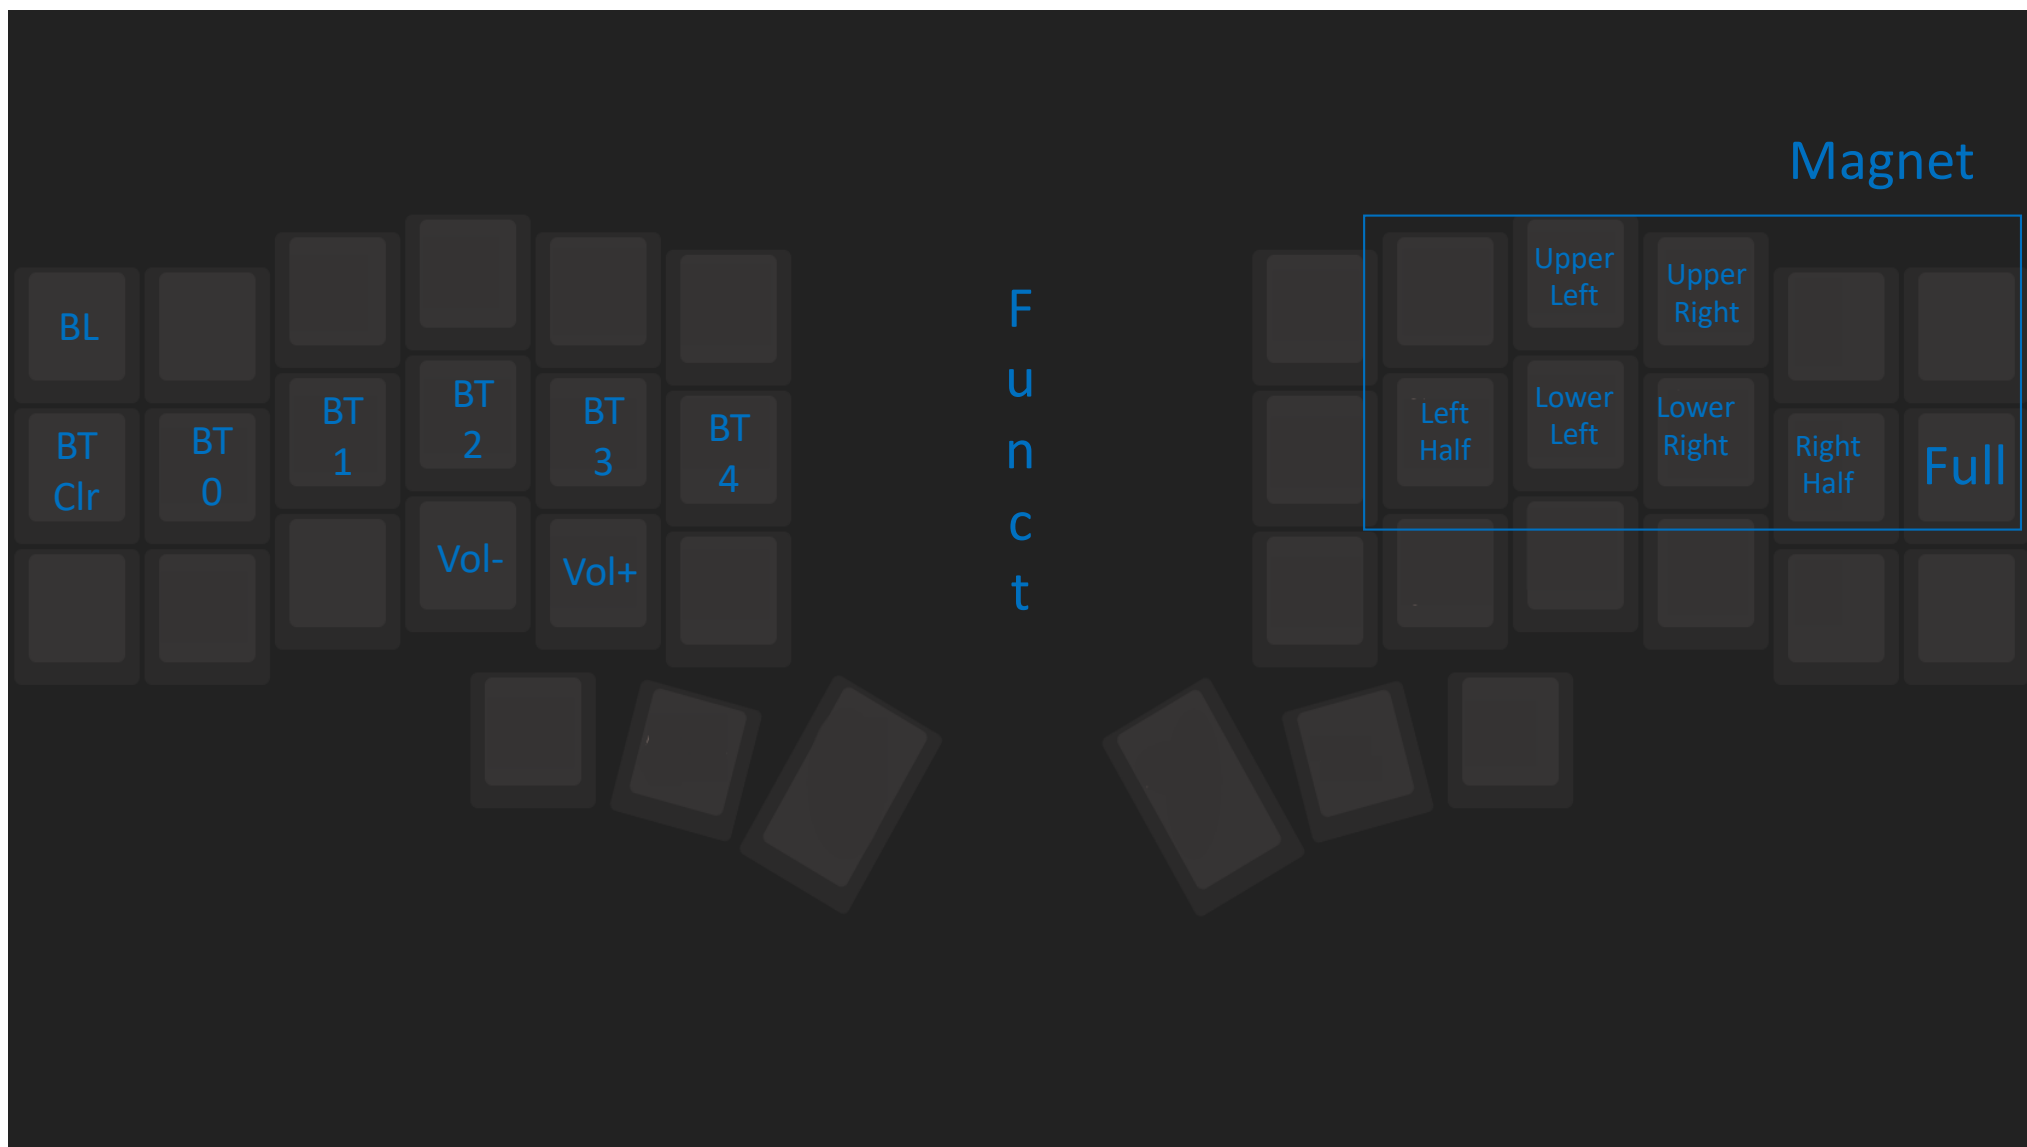 Magnet
BL
BT
Clr
BT
0
BT
1
BT
2
BT
3
BT
4
Vol-
Vol+
F
u
n
c
t
Upper
Left
Upper
Right
Left
Half
Lower
Left
Lower
Right
Right
Half
Full